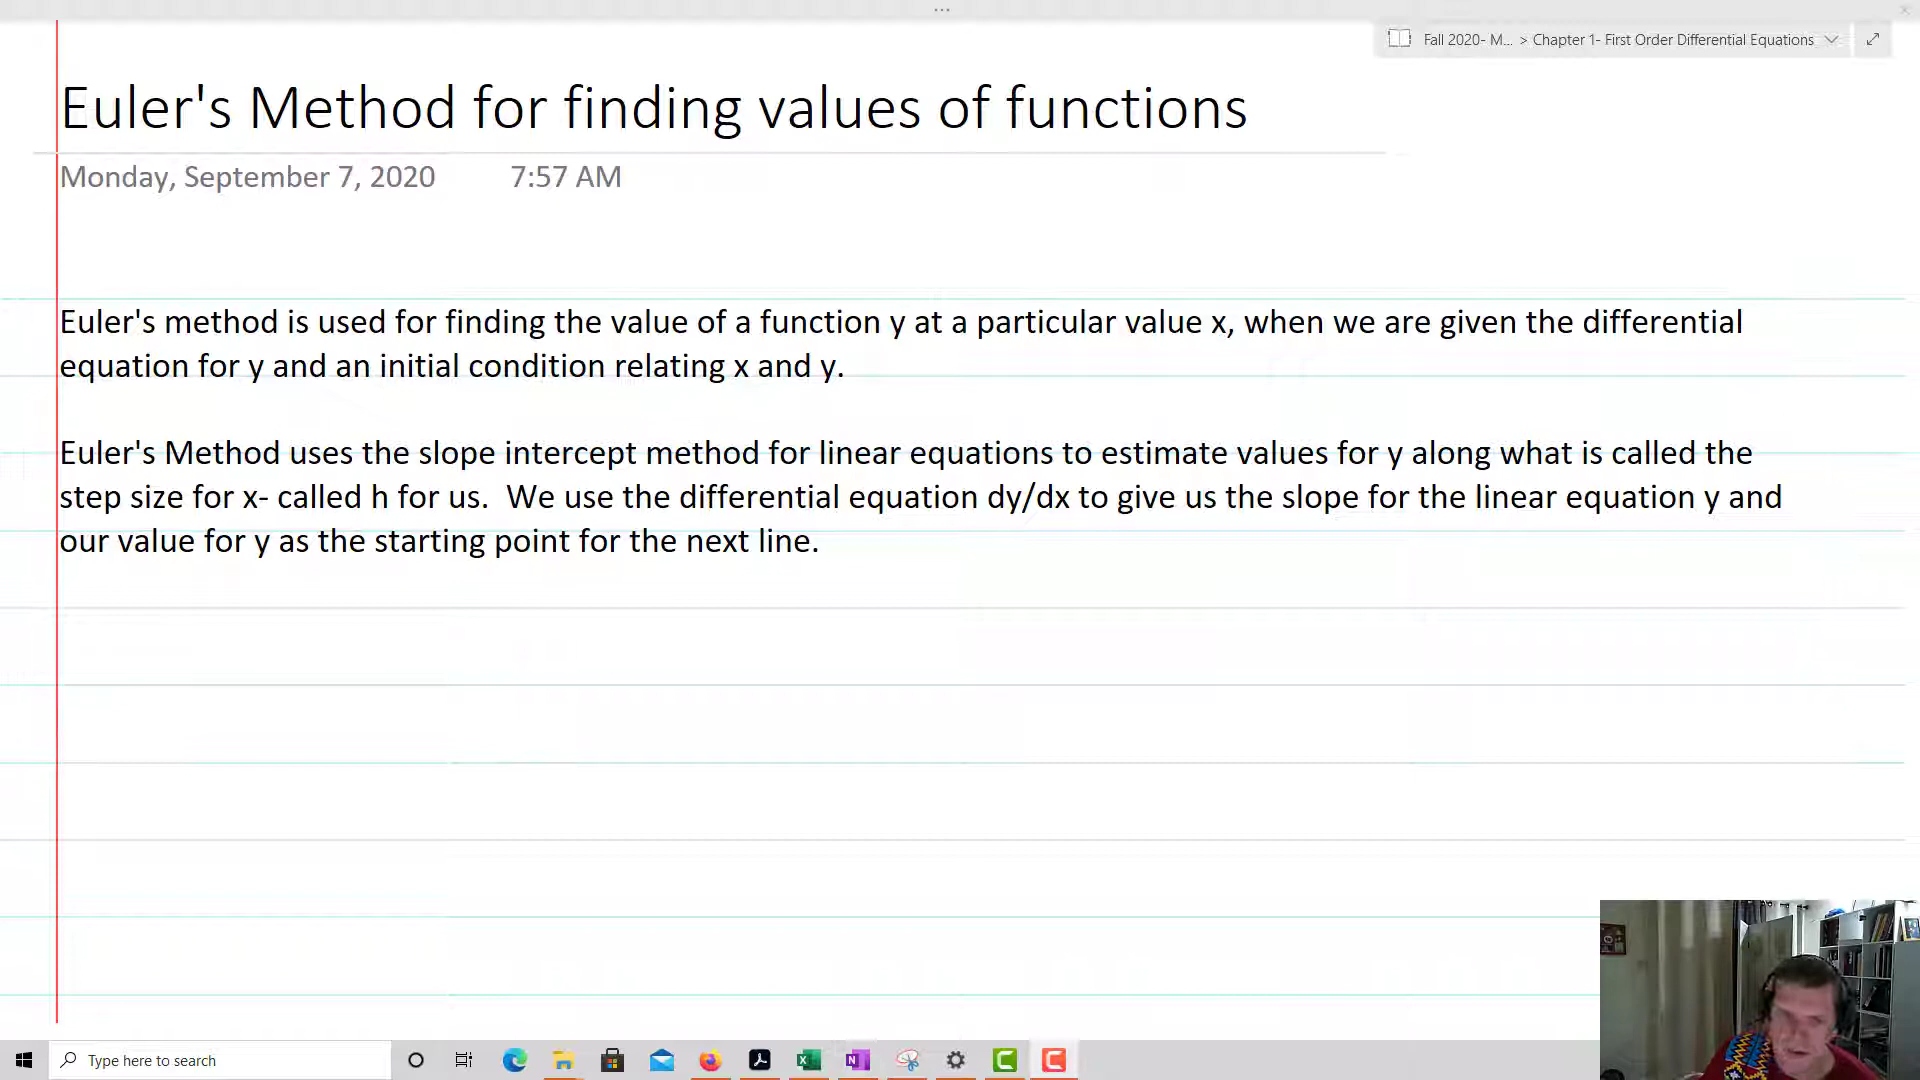 Fall 2020- M... > Chapter 1- First Order Differential Equations
Euler's Method for finding values of functions
Monday, September 7, 2020 7:57 AM
Euler's method is used for finding the value of a function y at a particular value x, when we are given the differential
equation for y and an initial condition relating x and y.
Euler's Method uses the slope intercept method for linear equations to estimate values for y along what is called the
step size for x- called h for us.  We use the differential equation dy/dx to give us the slope for the linear equation y and
our value for y as the starting point for the next line.
Type here to search